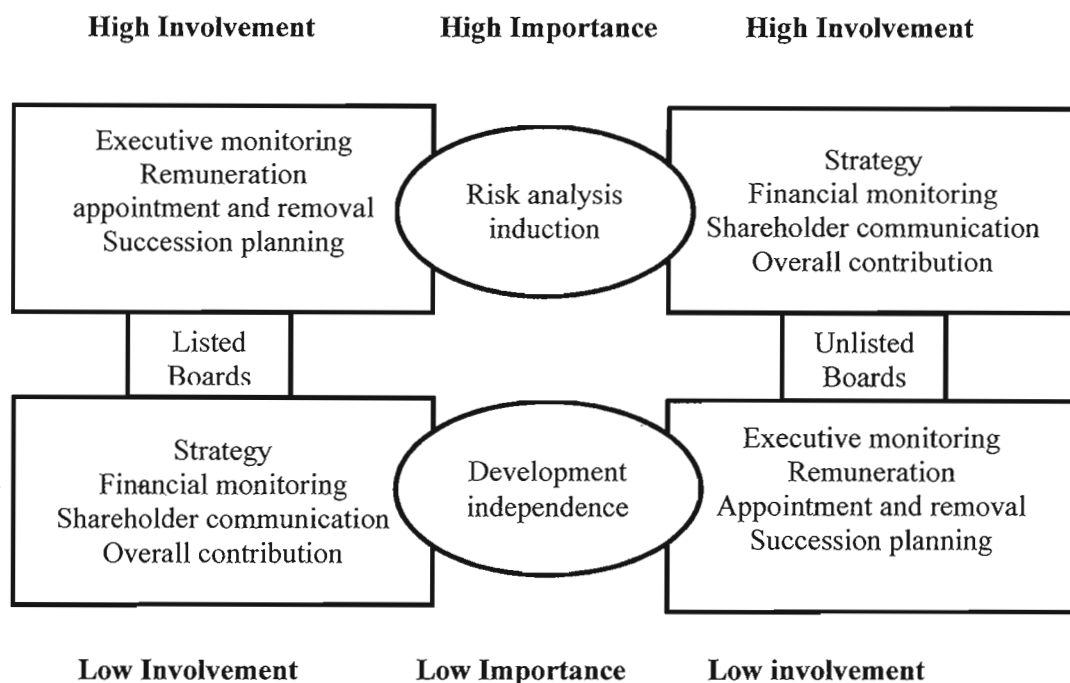 High Involvement
High Importance
High Involvement
Executive monitoring
Remuneration
appointment and removal
Succession planning
Risk analysis
induction
Strategy
Financial monitoring
Shareholder communication
Overall contribution
Listed
Boards
Unlisted
Boards
Strategy
Financial monitoring
Shareholder communication
Overall contribution
Development
independence
Executive monitoring
Remuneration
Appointment and removal
Succession planning
Low Involvement
Low Importance
Low involvement